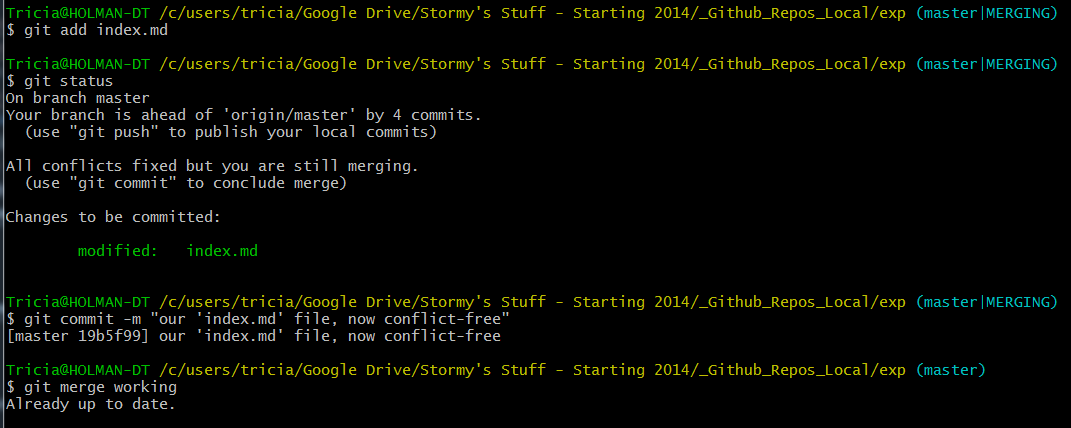 Tricia@HOLMAN-DT /c/users/tricia/Google Drive/Stormy's Stuff - Starting 2014/_Github_Repos_Local/exp (master|MERGING)
$ git add index.md
Tricia@HOLMAN-DT /c/users/tricia/Google Drive/Stormy's Stuff - Starting 2014/_Github_Repos_Local/exp (master|MERGING)
$ git status
On branch master
Your branch is ahead of 'origin/master' by 4 commits.
(use "git push" to publish your local commits)
All conflicts fixed but you are still merging.
(use "git commit" to conclude merge)
Changes to be committed:
modified: index.md
Tricia@HOLMAN-DT /c/users/tricia/Google Drive/Stormy's Stuff - Starting 2014/_Github_Repos_Local/exp (master|MERGING)
$ git commit -m "our 'index.md' file, now conflict-free"
[master 19b5f99] our 'index.md' file, now conflict-free
Tricia@HOLMAN-DT /c/users/tricia/Google Drive/Stormy's Stuff - Starting 2014/_Github_Repos_Local/exp (master)
$ git merge working
Already up to date.